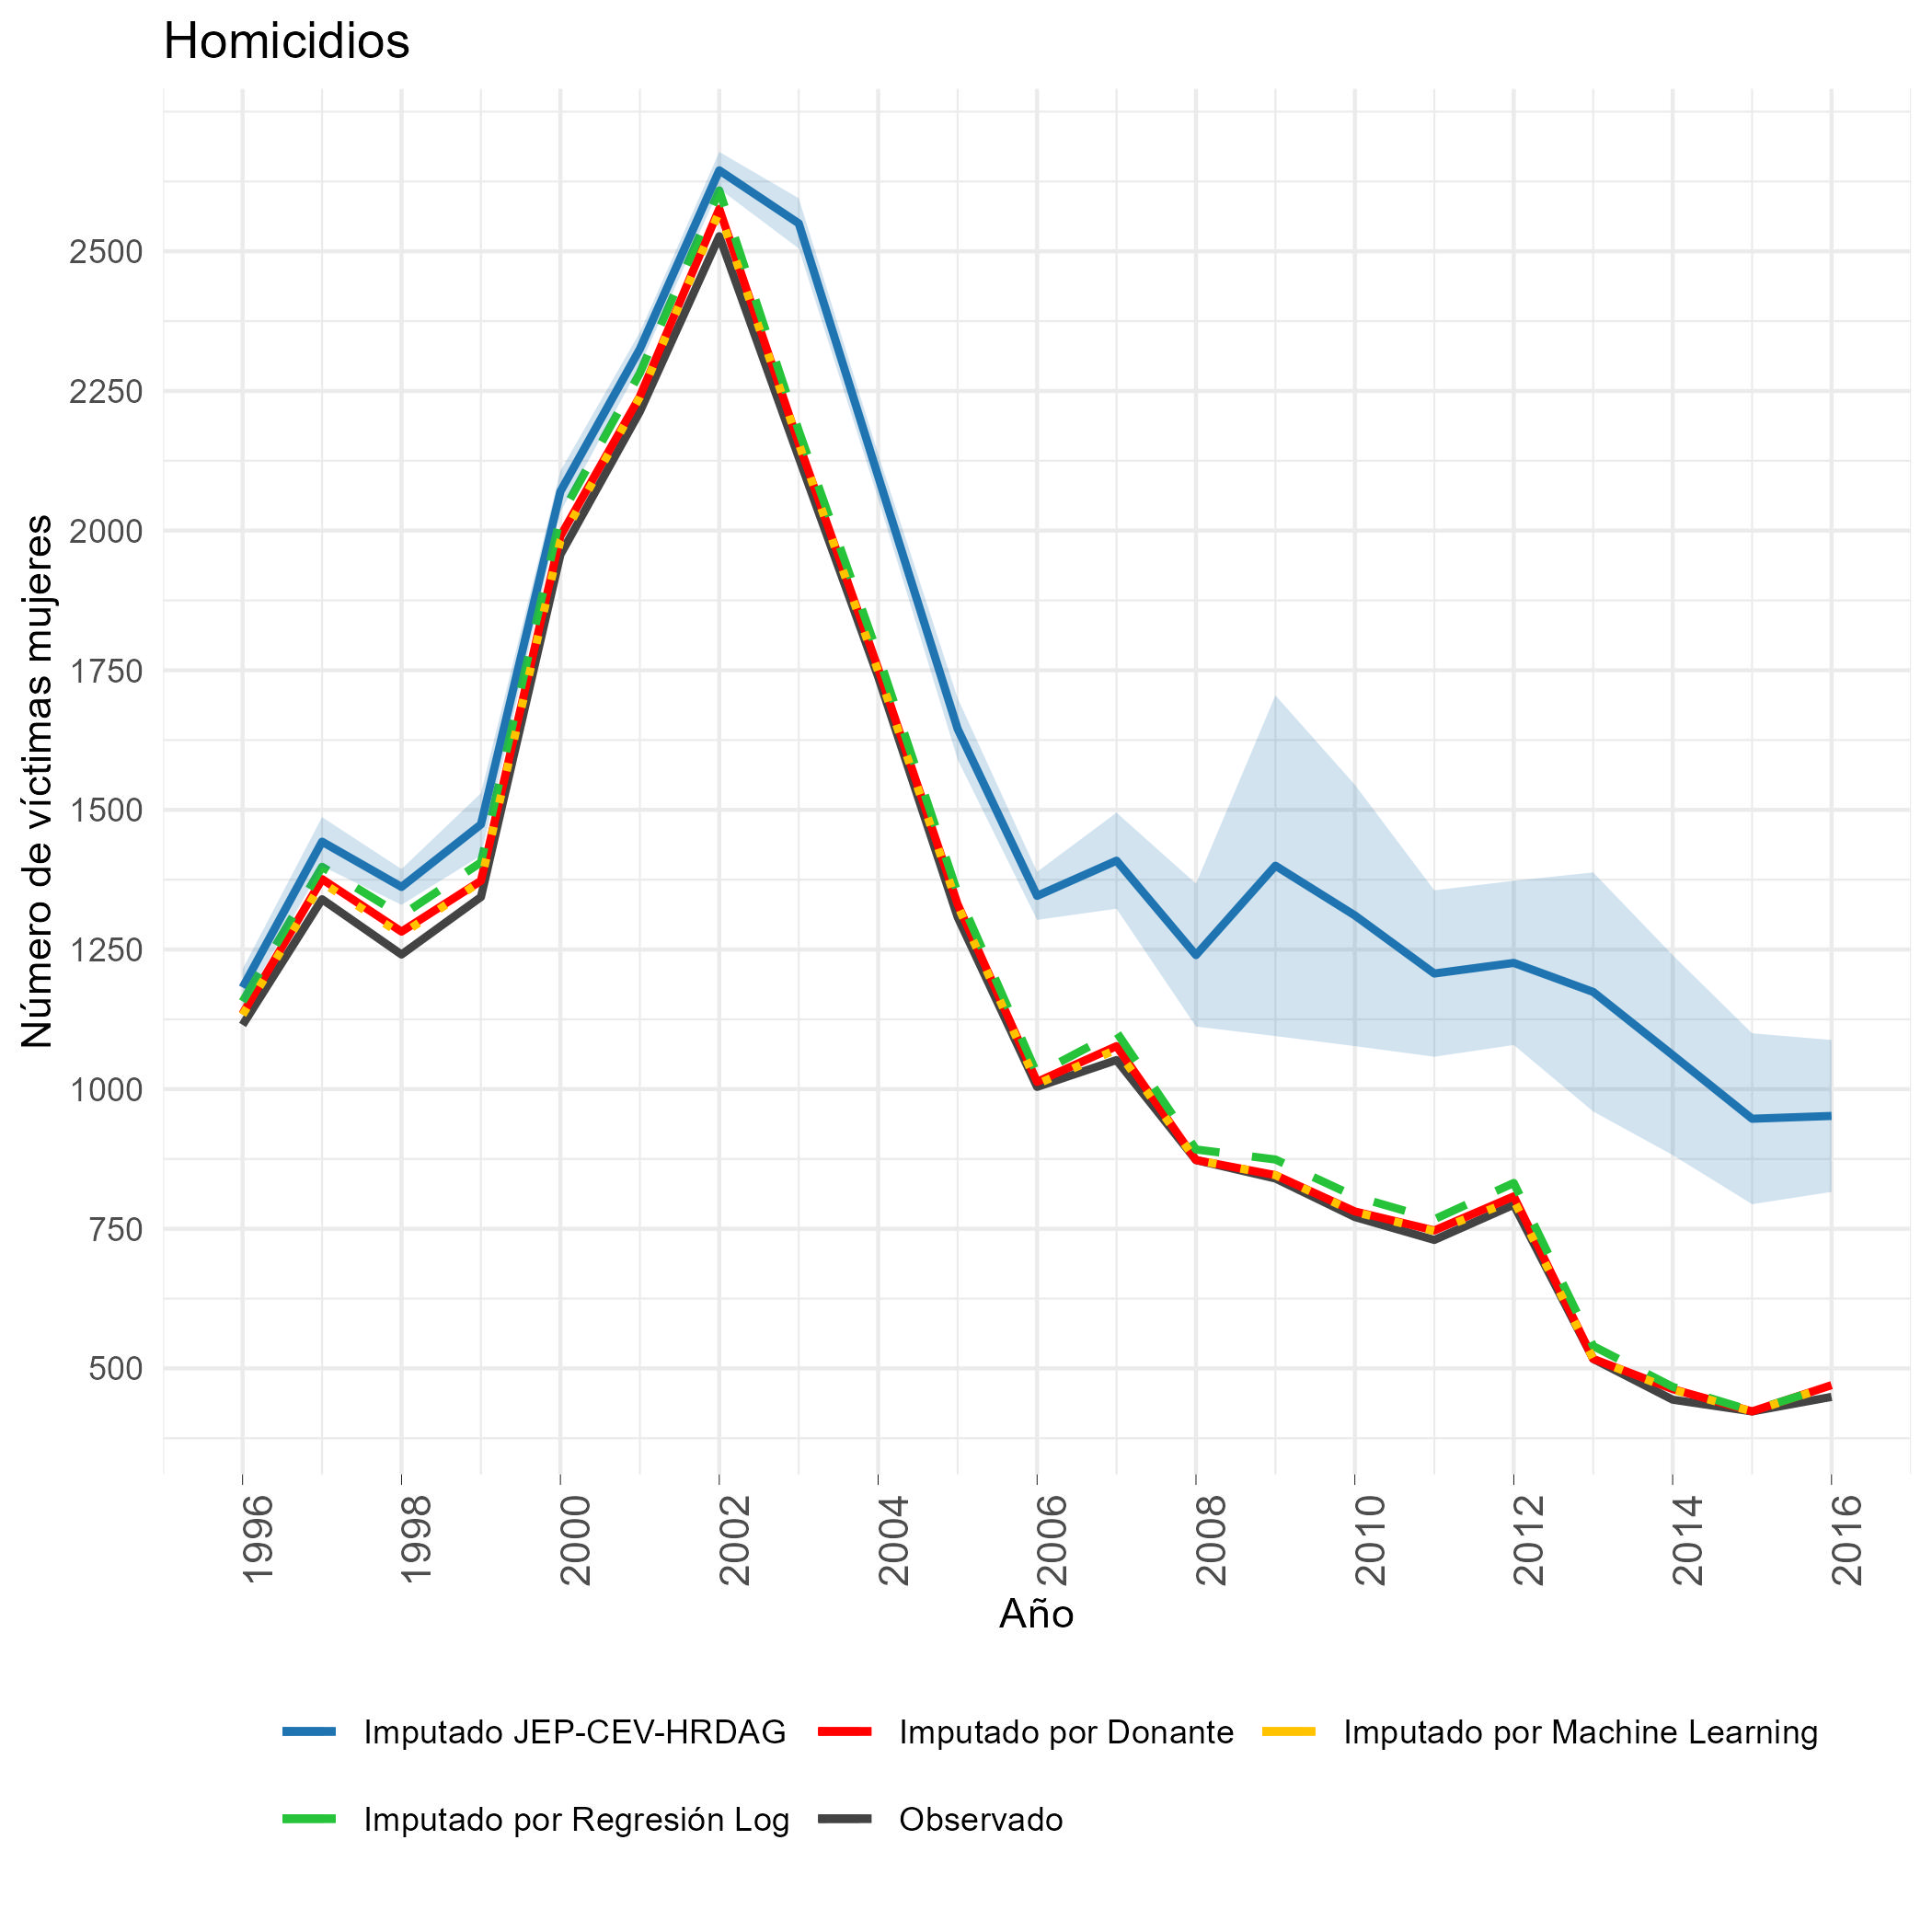 Homicidios
Número de víctimas mujeres
2500
2250
2000
1750
1500
1250
1000
750
500
1996
1998
2000
2002
2004
2006
2008
2010
2012
2014
2016
Año
Imputado JEP-CEV-HRDAG
Imputado por Donante
Imputado por Machine Learning
Imputado por Regresión Log
Observado